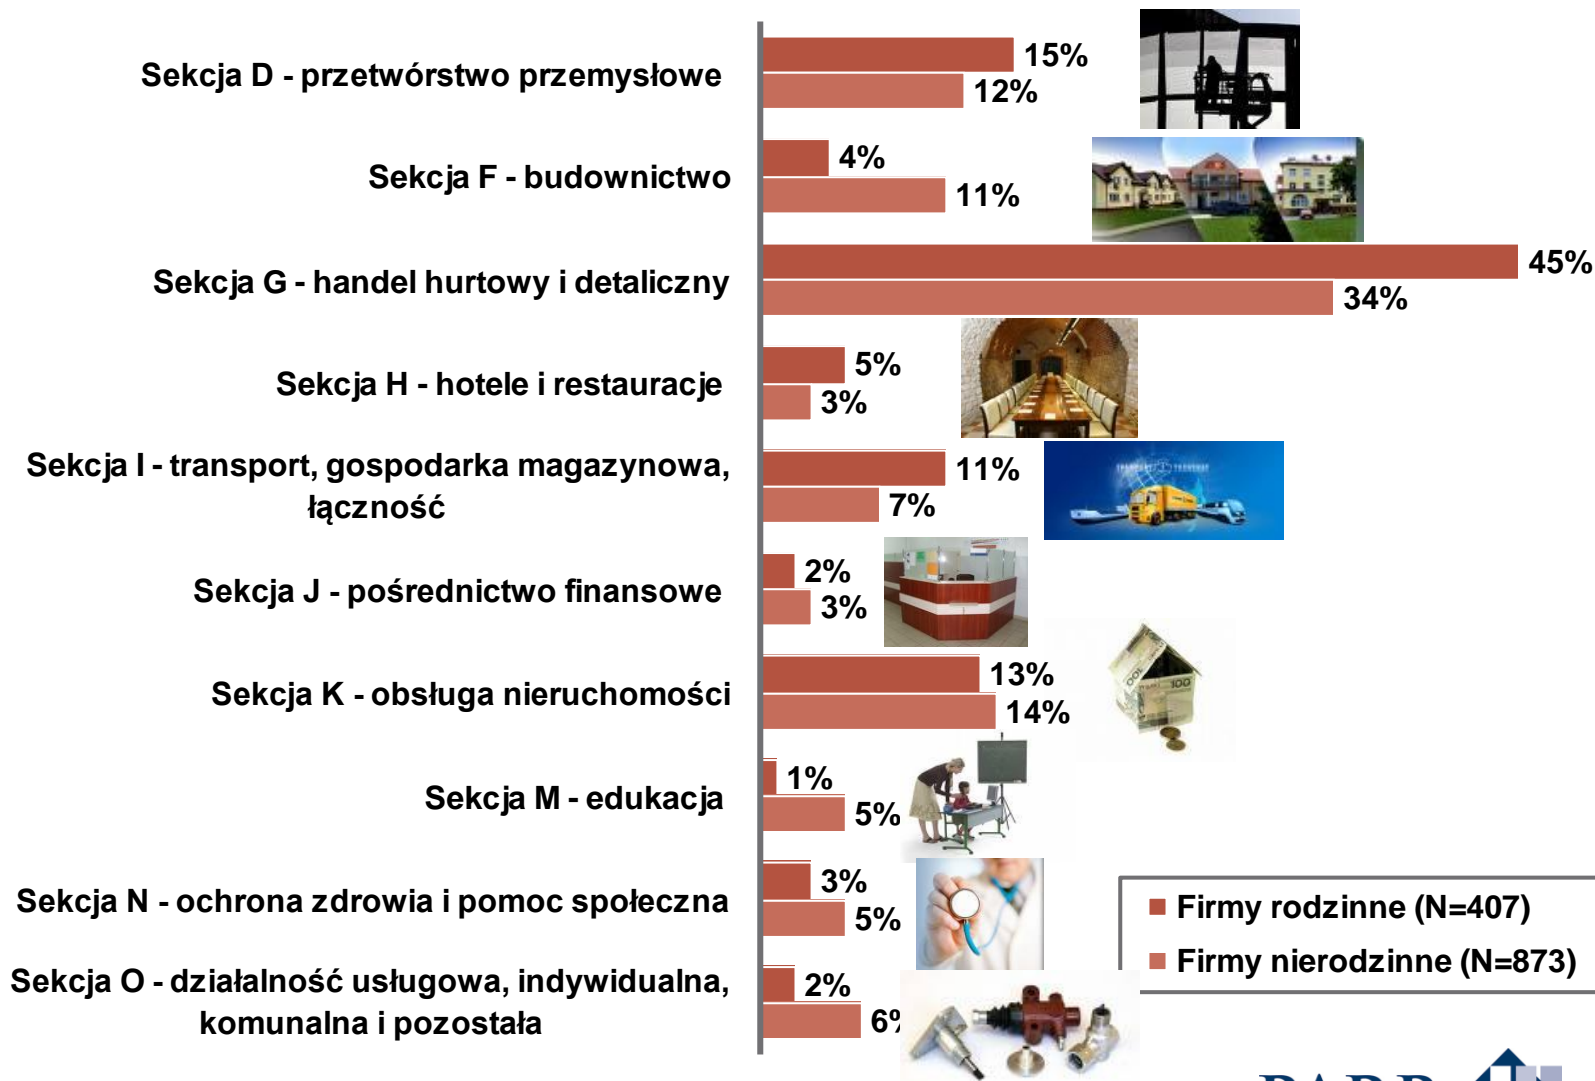 Sekcja D - przetwórstwo przemysłowe
15%
12%
Sekcja F - budownictwo
4%
11%
Sekcja G - handel hurtowy i detaliczny
45%
34%
Sekcja H - hotele i restauracje
5%
3%
Sekcja I - transport, gospodarka magazynowa,
łączność
11%
7%
Sekcja J - pośrednictwo finansowe
2%
3%
Sekcja K - obsługa nieruchomości
13%
14%
Sekcja M - edukacja
1%
5%
Sekcja N - ochrona zdrowia i pomoc społeczna
3%
5%
Sekcja O - działalność usługowa, indywidualna,
komunalna i pozostała
2%
6%
Firmy rodzinne (N=407)
Firmy nierodzinne (N=873)